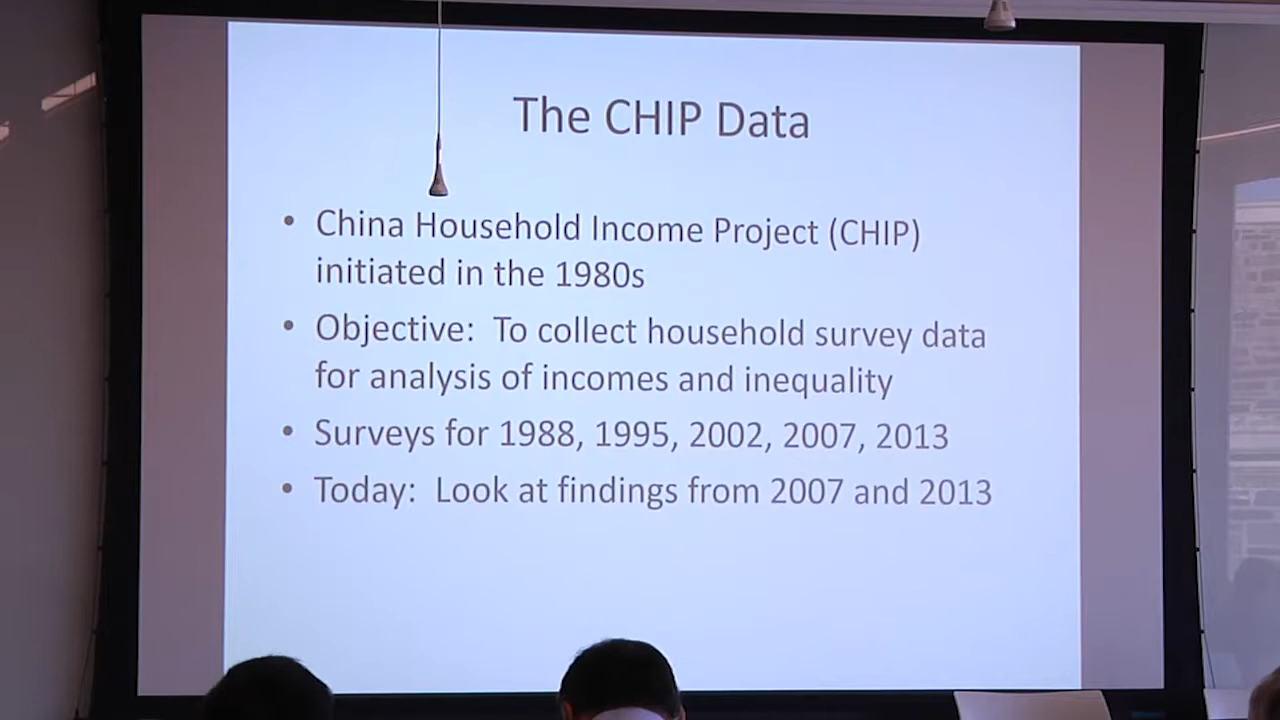 The CHIP Data
• China Household Income Project (CHIP)
initiated in the 1980s
• Objective: To collect household survey data
for analysis of incomes and inequality
• Surveys for 1988, 1995, 2002, 2007, 2013
• Today: Look at findings from 2007 and 2013